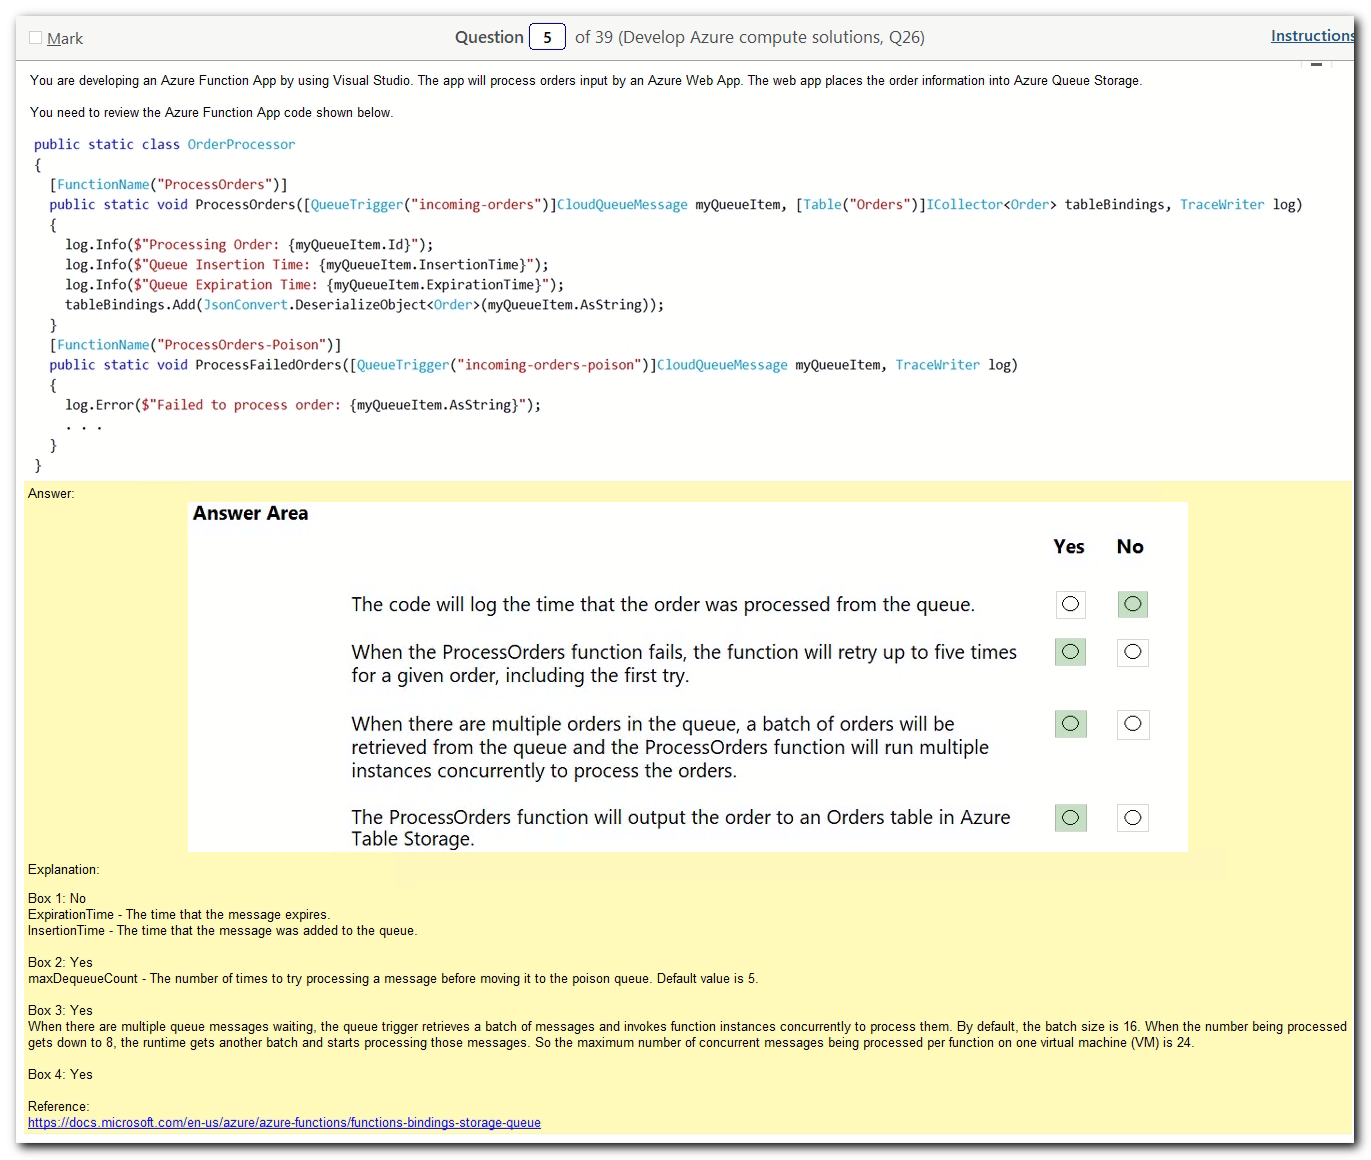 Mark
Question 5 of 39 (Develop Azure compute solutions, Q26)
Instructions
You are developing an Azure Function App by using Visual Studio. The app will process orders input by an Azure Web App. The web app places the order information into Azure Queue Storage.
You need to review the Azure Function App code shown below.
public static class OrderProcessor
{
[FunctionName("ProcessOrders")]
public static void ProcessOrders([QueueTrigger("incoming-orders")]CloudQueueMessage myQueueItem, [Table("Orders")]ICollector<Order> tableBindings, TraceWriter log)
{
log.Info($"Processing Order: {myQueueItem.Id}");
log.Info($"Queue Insertion Time: {myQueueItem.InsertionTime}");
log.Info($"Queue Expiration Time: {myQueueItem.ExpirationTime}");
tableBindings.Add(JsonConvert.DeserializeObject<Order>(myQueueItem.AsString));
}
[FunctionName("ProcessOrders-Poison")]
public static void ProcessFailedOrders([QueueTrigger("incoming-orders-poison")]CloudQueueMessage myQueueItem, TraceWriter log)
{
log.Error($"Failed to process order: {myQueueItem.AsString}");
. . .
}
}
Answer:
Answer Area
Yes No
The code will log the time that the order was processed from the queue.
When the ProcessOrders function fails, the function will retry up to five times
for a given order, including the first try.
When there are multiple orders in the queue, a batch of orders will be
retrieved from the queue and the ProcessOrders function will run multiple
instances concurrently to process the orders.
The ProcessOrders function will output the order to an Orders table in Azure
Table Storage.
Explanation:
Box 1: No
ExpirationTime - The time that the message expires.
InsertionTime - The time that the message was added to the queue.
Box 2: Yes
maxDequeueCount - The number of times to try processing a message before moving it to the poison queue. Default value is 5.
Box 3: Yes
When there are multiple queue messages waiting, the queue trigger retrieves a batch of messages and invokes function instances concurrently to process them. By default, the batch size is 16. When the number being processed
gets down to 8, the runtime gets another batch and starts processing those messages. So the maximum number of concurrent messages being processed per function on one virtual machine (VM) is 24.
Box 4: Yes
Reference:
https://docs.microsoft.com/en-us/azure/azure-functions/functions-bindings-storage-queue